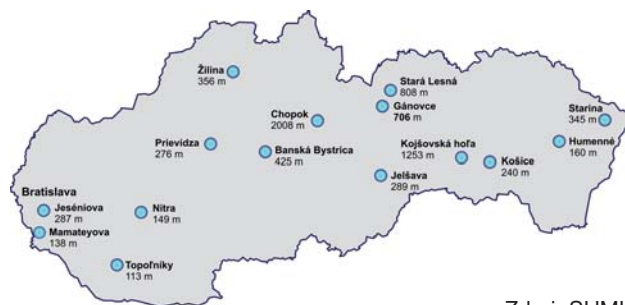 Žilina
356 m
Stará Lesná
808 m
Gánovce
706 m
Chopok
2008 m
Starina
345 m
Prievidza
276 m
Banská Bystrica
425 m
Kojšovská hoľa
1253 m
Humenné
160 m
Košice
240 m
Jelšava
289 m
Bratislava
Jeséniova
287 m
Nitra
149 m
Mamateyova
138 m
Topoľníky
113 m